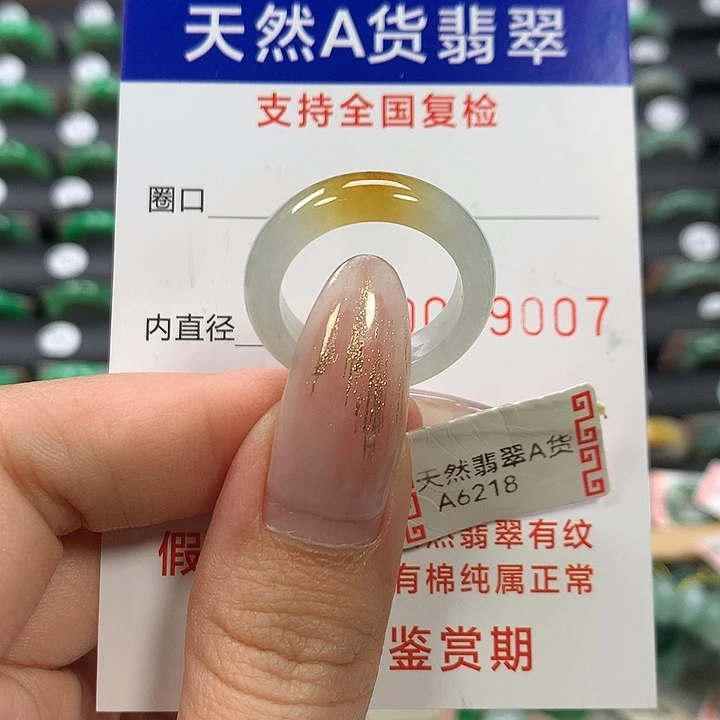 天然A货翡翠
支持全国复检
圈口
内直径
9007
天然翡翠A货
A6218
假
然翡翠有纹
有棉纯属正常
鉴赏期